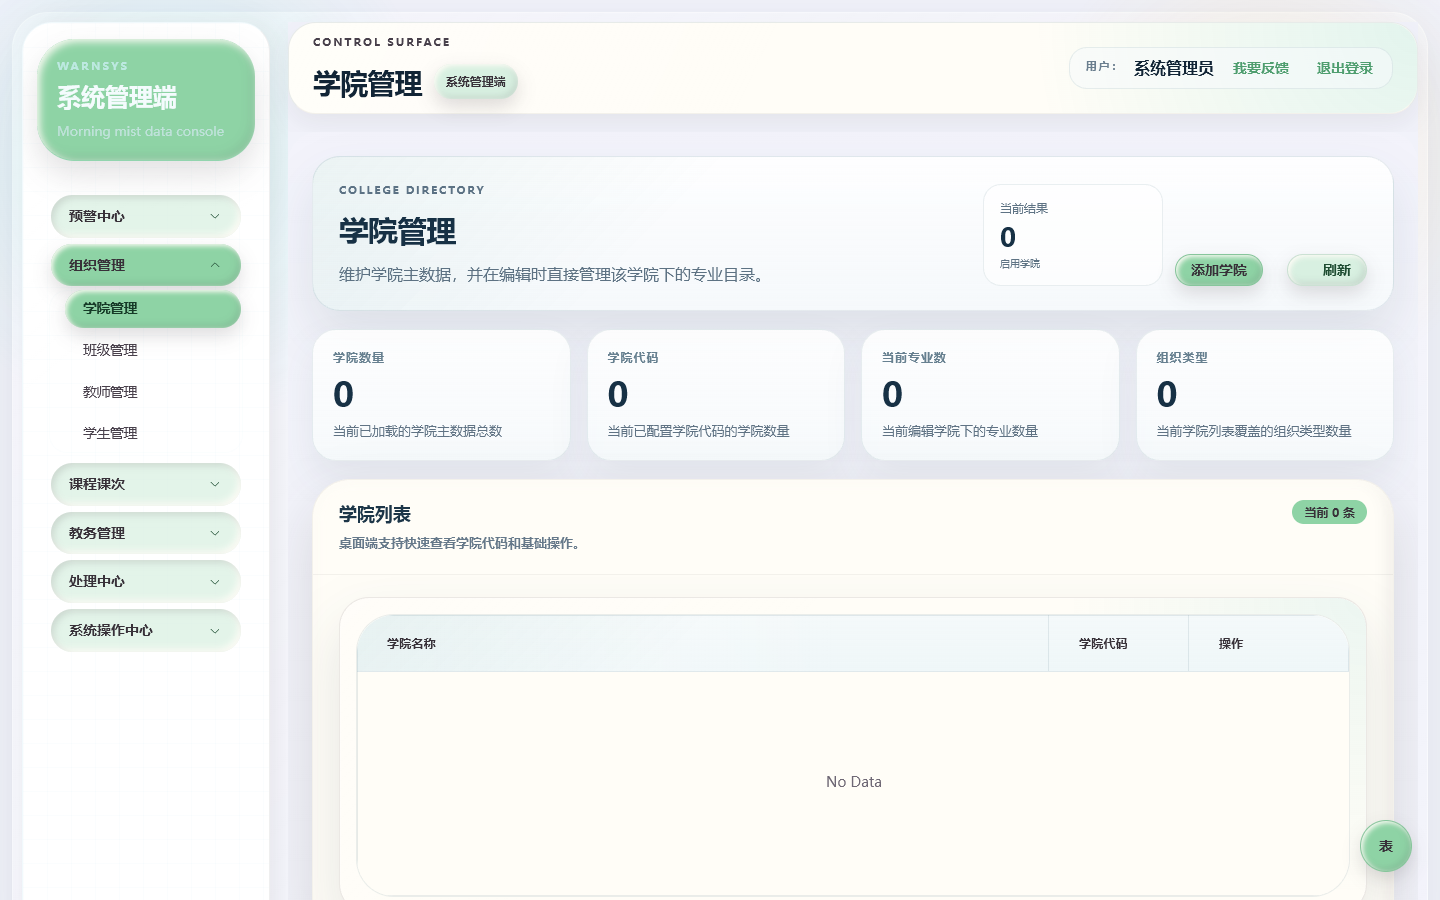 WARNSYS
系统管理端
Morning mist data console
预警中心
组织管理
学院管理
班级管理
教师管理
学生管理
课程课次
教务管理
处理中心
系统操作中心
CONTROL SURFACE
学院管理 系统管理端
用户： 系统管理员 我要反馈 退出登录
COLLEGE DIRECTORY
学院管理
维护学院主数据，并在编辑时直接管理该学院下的专业目录。
当前结果
0
启用学院
添加学院 刷新
学院数量
0
当前已加载的学院主数据总数
学院代码
0
当前已配置学院代码的学院数量
当前专业数
0
当前编辑学院下的专业数量
组织类型
0
当前学院列表覆盖的组织类型数量
学院列表
桌面端支持快速查看学院代码和基础操作。
当前 0 条
学院名称 学院代码 操作
No Data
表